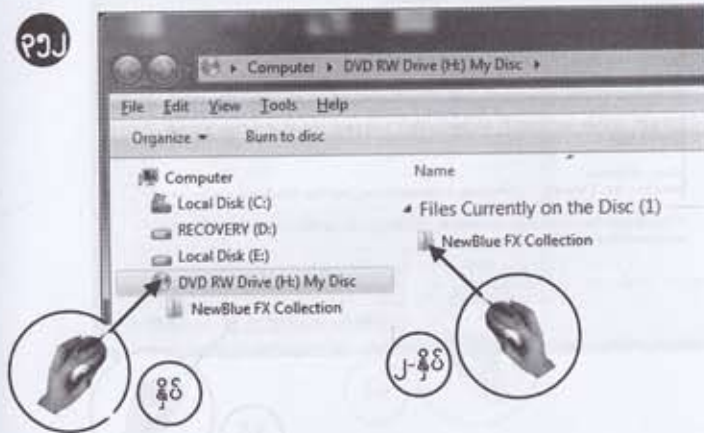 Computer ▸ DVD RW Drive (H:) My Disc ▸
File Edit View Tools Help
Organize Burn to disc
Computer
Local Disk (C:)
RECOVERY (D:)
Local Disk (E:)
DVD RW Drive (H:) My Disc
NewBlue FX Collection
Name
Files Currently on the Disc (1)
NewBlue FX Collection
နှိပ်
၂-နှိပ်